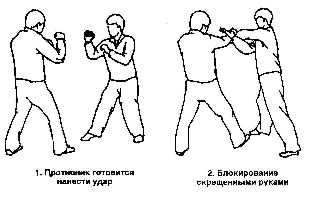 1. Противник готовится
нанести удар
2. Блокирование
скрещенными руками